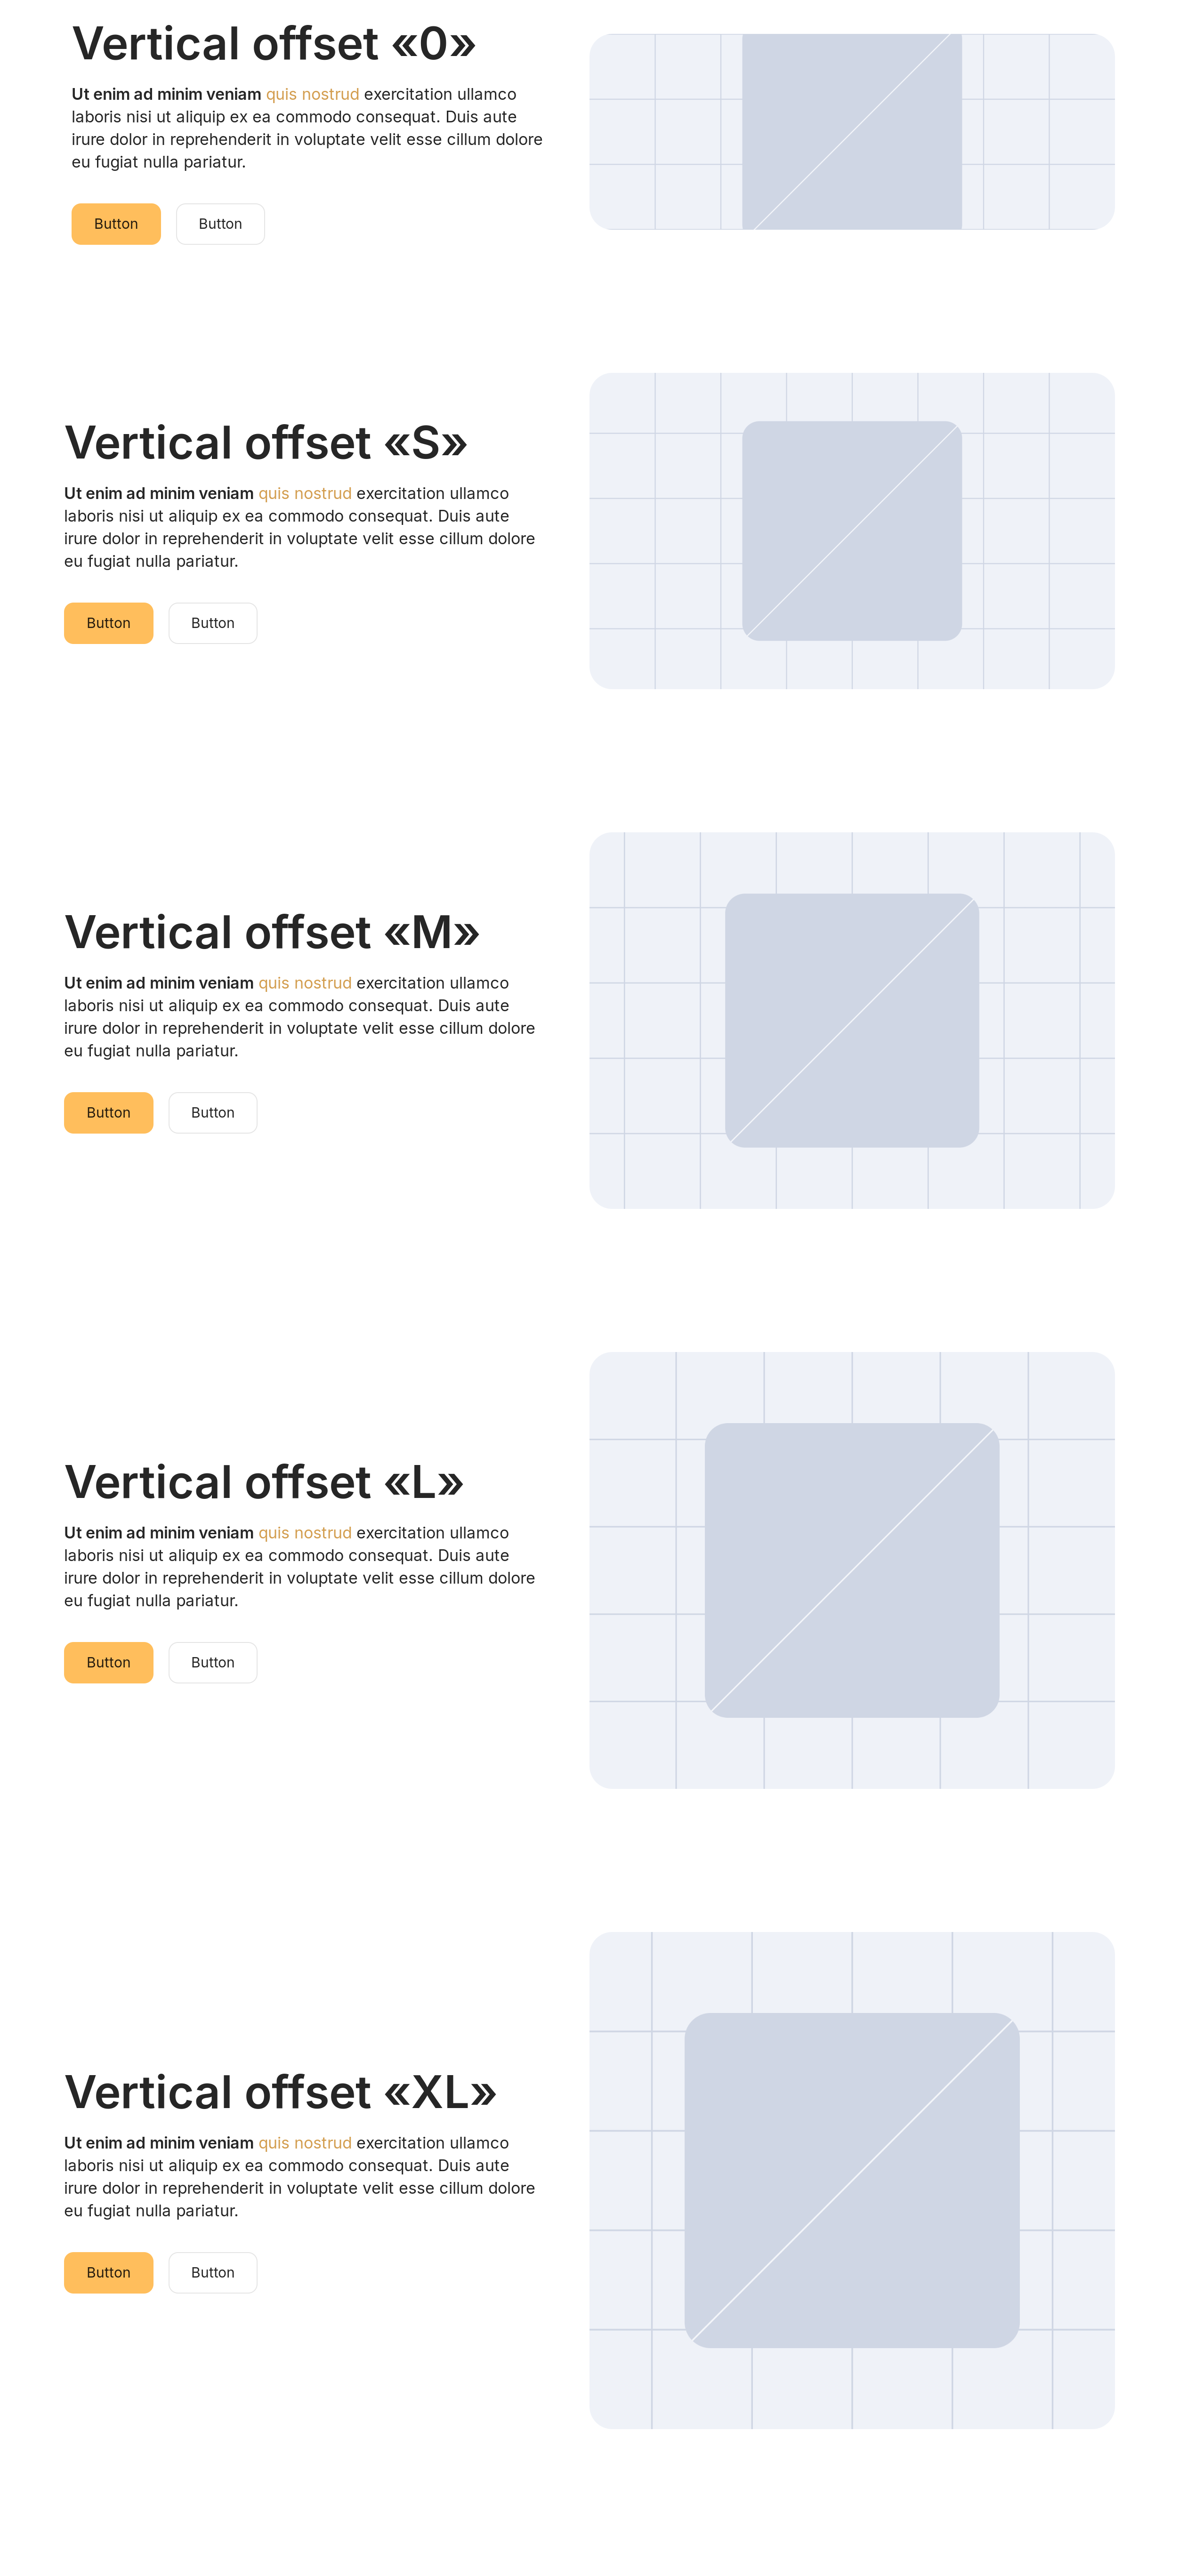 Vertical offset «0»
Ut enim ad minim veniam quis nostrud exercitation ullamco
laboris nisi ut aliquip ex ea commodo consequat. Duis aute
irure dolor in reprehenderit in voluptate velit esse cillum dolore
eu fugiat nulla pariatur.
Button Button
Vertical offset «S»
Ut enim ad minim veniam quis nostrud exercitation ullamco
laboris nisi ut aliquip ex ea commodo consequat. Duis aute
irure dolor in reprehenderit in voluptate velit esse cillum dolore
eu fugiat nulla pariatur.
Button Button
Vertical offset «M»
Ut enim ad minim veniam quis nostrud exercitation ullamco
laboris nisi ut aliquip ex ea commodo consequat. Duis aute
irure dolor in reprehenderit in voluptate velit esse cillum dolore
eu fugiat nulla pariatur.
Button Button
Vertical offset «L»
Ut enim ad minim veniam quis nostrud exercitation ullamco
laboris nisi ut aliquip ex ea commodo consequat. Duis aute
irure dolor in reprehenderit in voluptate velit esse cillum dolore
eu fugiat nulla pariatur.
Button Button
Vertical offset «XL»
Ut enim ad minim veniam quis nostrud exercitation ullamco
laboris nisi ut aliquip ex ea commodo consequat. Duis aute
irure dolor in reprehenderit in voluptate velit esse cillum dolore
eu fugiat nulla pariatur.
Button Button